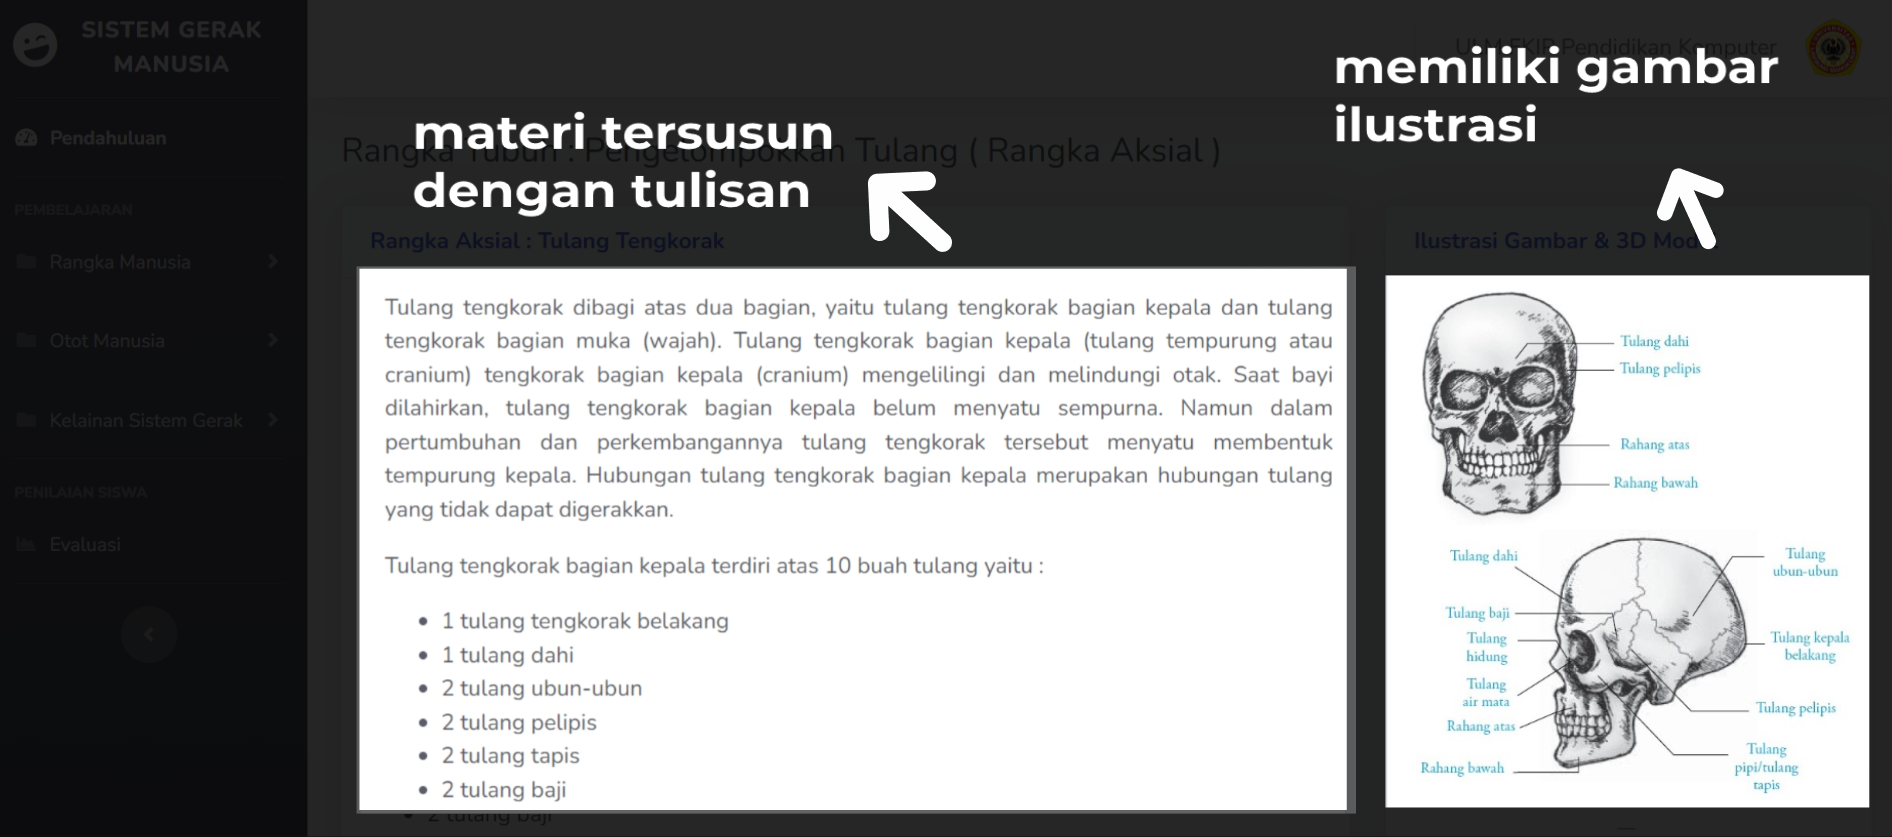 SISTEM GERAK
MANUSIA
Pendahuluan
PEMBELAJARAN
Rangka Manusia
Otot Manusia
Kelainan Sistem Gerak
PENILAIAN SISWA
Evaluasi
ULM FKIP Pendidikan Komputer
memiliki gambar
ilustrasi
materi tersusun
dengan tulisan
Rangka Tubuh : Pengelompokkan Tulang ( Rangka Aksial )
Rangka Aksial : Tulang Tengkorak
Tulang tengkorak dibagi atas dua bagian, yaitu tulang tengkorak bagian kepala dan tulang
tengkorak bagian muka (wajah). Tulang tengkorak bagian kepala (tulang tempurung atau
cranium) tengkorak bagian kepala (cranium) mengelilingi dan melindungi otak. Saat bayi
dilahirkan, tulang tengkorak bagian kepala belum menyatu sempurna. Namun dalam
pertumbuhan dan perkembangannya tulang tengkorak tersebut menyatu membentuk
tempurung kepala. Hubungan tulang tengkorak bagian kepala merupakan hubungan tulang
yang tidak dapat digerakkan.
Tulang tengkorak bagian kepala terdiri atas 10 buah tulang yaitu :
1 tulang tengkorak belakang
1 tulang dahi
2 tulang ubun-ubun
2 tulang pelipis
2 tulang tapis
2 tulang baji
2 tulang baji
Ilustrasi Gambar & 3D
Tulang dahi
Tulang pelipis
Rahang atas
Rahang bawah
Tulang dahi
Tulang
ubun-ubun
Tulang baji
Tulang
hidung
Tulang kepala
belakang
Tulang
air mata
Tulang pelipis
Rahang atas
Tulang
pipi/tulang
tapis
Rahang bawah